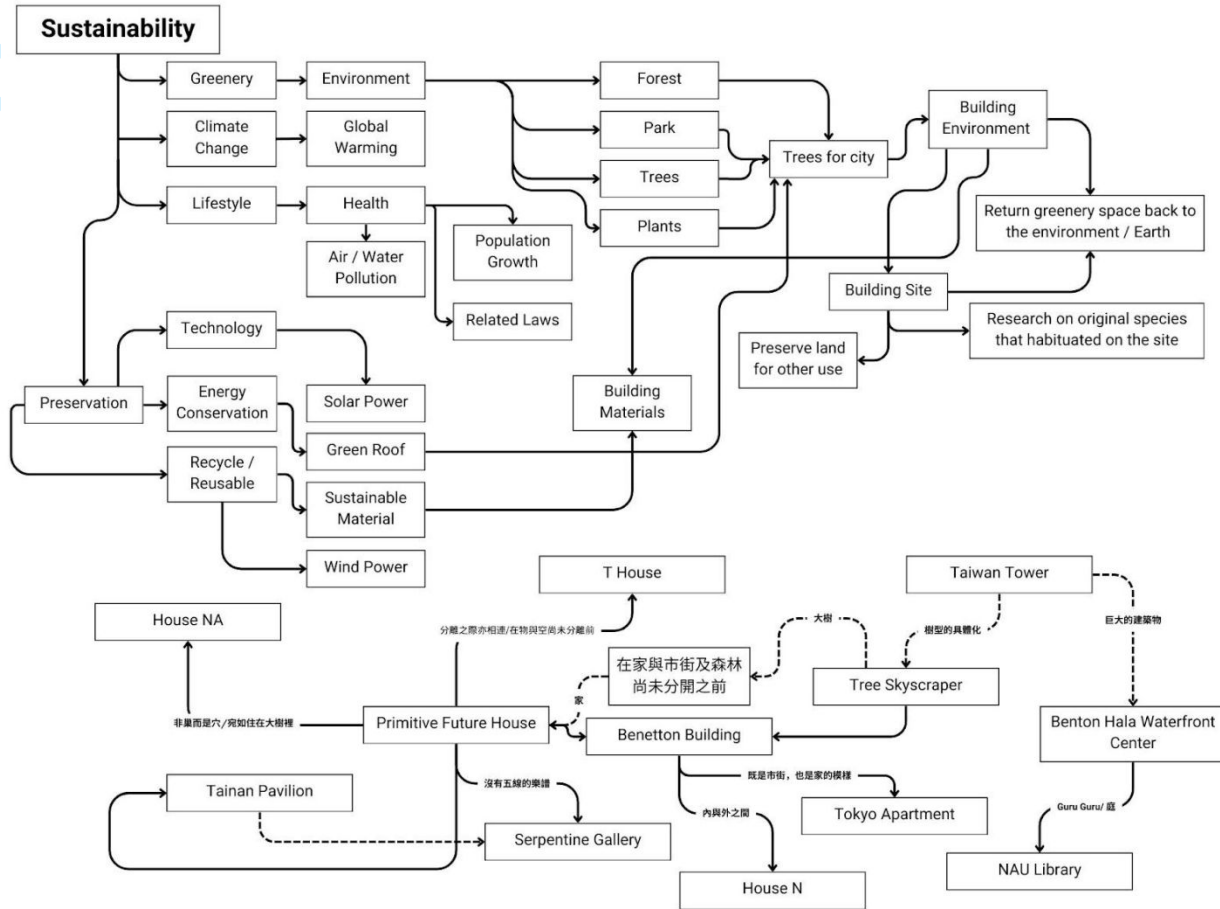 Sustainability
Greenery
Environment
Forest
Building
Environment
Climate
Change
Global
Warming
Park
Trees for city
Trees
Lifestyle
Health
Plants
Return greenery space back to
the environment / Earth
Population
Growth
Air / Water
Pollution
Building Site
Related Laws
Technology
Research on original species
that habituated on the site
Preserve land
for other use
Preservation
Energy
Conservation
Solar Power
Building
Materials
Green Roof
Recycle /
Reusable
Sustainable
Material
Wind Power
T House
Taiwan Tower
House NA
分離之際亦相連/在物與空尚未分離前
大樹
樹型的具體化
巨大的建築物
在家與市街及森林
尚未分開之前
Tree Skyscraper
家
非巢而是穴/宛如住在大樹裡
Primitive Future House
Benetton Building
Benton Hala Waterfront
Center
沒有五線的樂譜
既是市街，也是家的模樣
Tainan Pavilion
內與外之間
Guru Guru/ 庭
Tokyo Apartment
Serpentine Gallery
NAU Library
House N